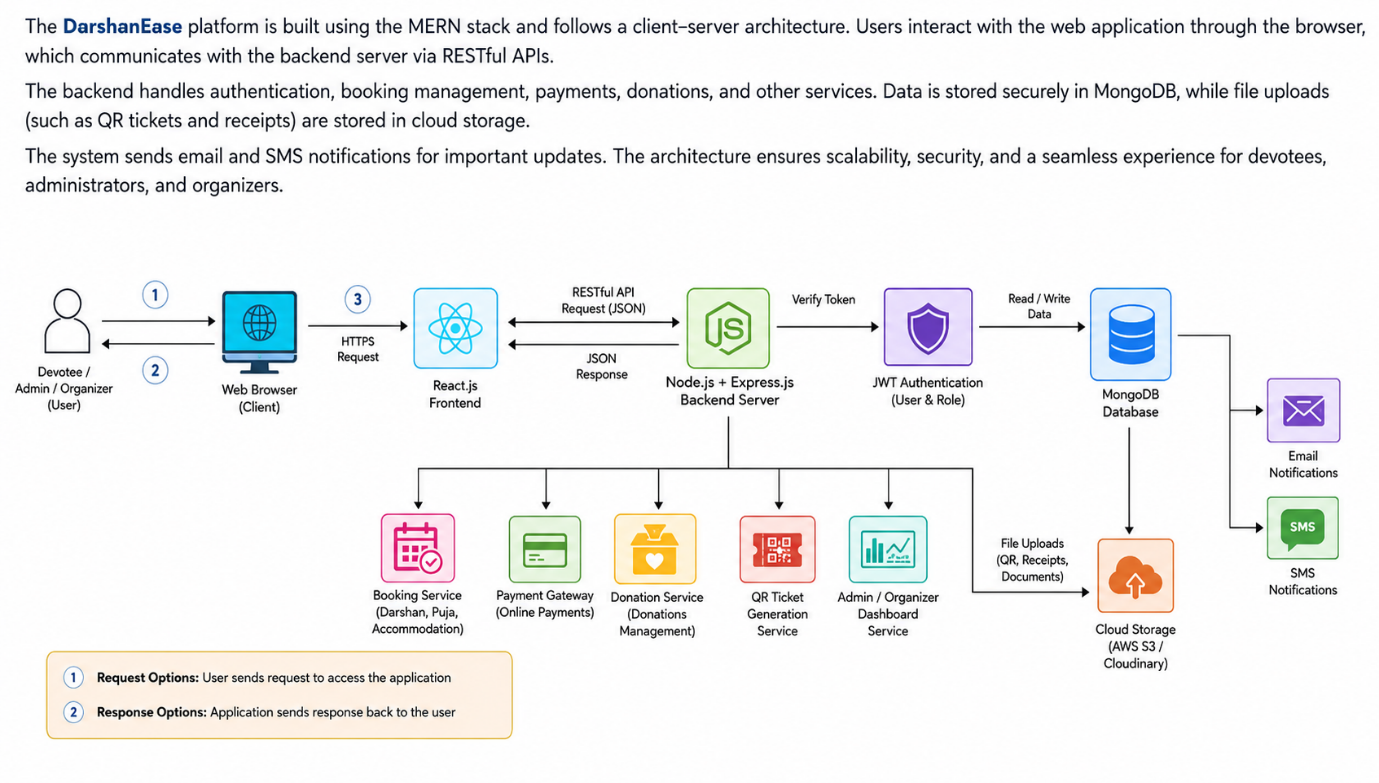 The DarshanEase platform is built using the MERN stack and follows a client–server architecture. Users interact with the web application through the browser,
which communicates with the backend server via RESTful APIs.
The backend handles authentication, booking management, payments, donations, and other services. Data is stored securely in MongoDB, while file uploads
(such as QR tickets and receipts) are stored in cloud storage.
The system sends email and SMS notifications for important updates. The architecture ensures scalability, security, and a seamless experience for devotees,
administrators, and organizers.
1
2
Devotee /
Admin / Organizer
(User)
Web Browser
(Client)
3
HTTPS
Request
React.js
Frontend
RESTful API
Request (JSON)
JSON
Response
JS
Node.js + Express.js
Backend Server
Verify Token
JWT Authentication
(User & Role)
Read / Write
Data
MongoDB
Database
Email
Notifications
SMS
SMS
Notifications
Booking Service
(Darshan, Puja,
Accommodation)
Payment Gateway
(Online Payments)
Donation Service
(Donations
Management)
QR Ticket
Generation
Service
Admin / Organizer
Dashboard
Service
File Uploads
(QR, Receipts,
Documents)
Cloud Storage
(AWS S3 /
Cloudinary)
1 Request Options: User sends request to access the application
2 Response Options: Application sends response back to the user